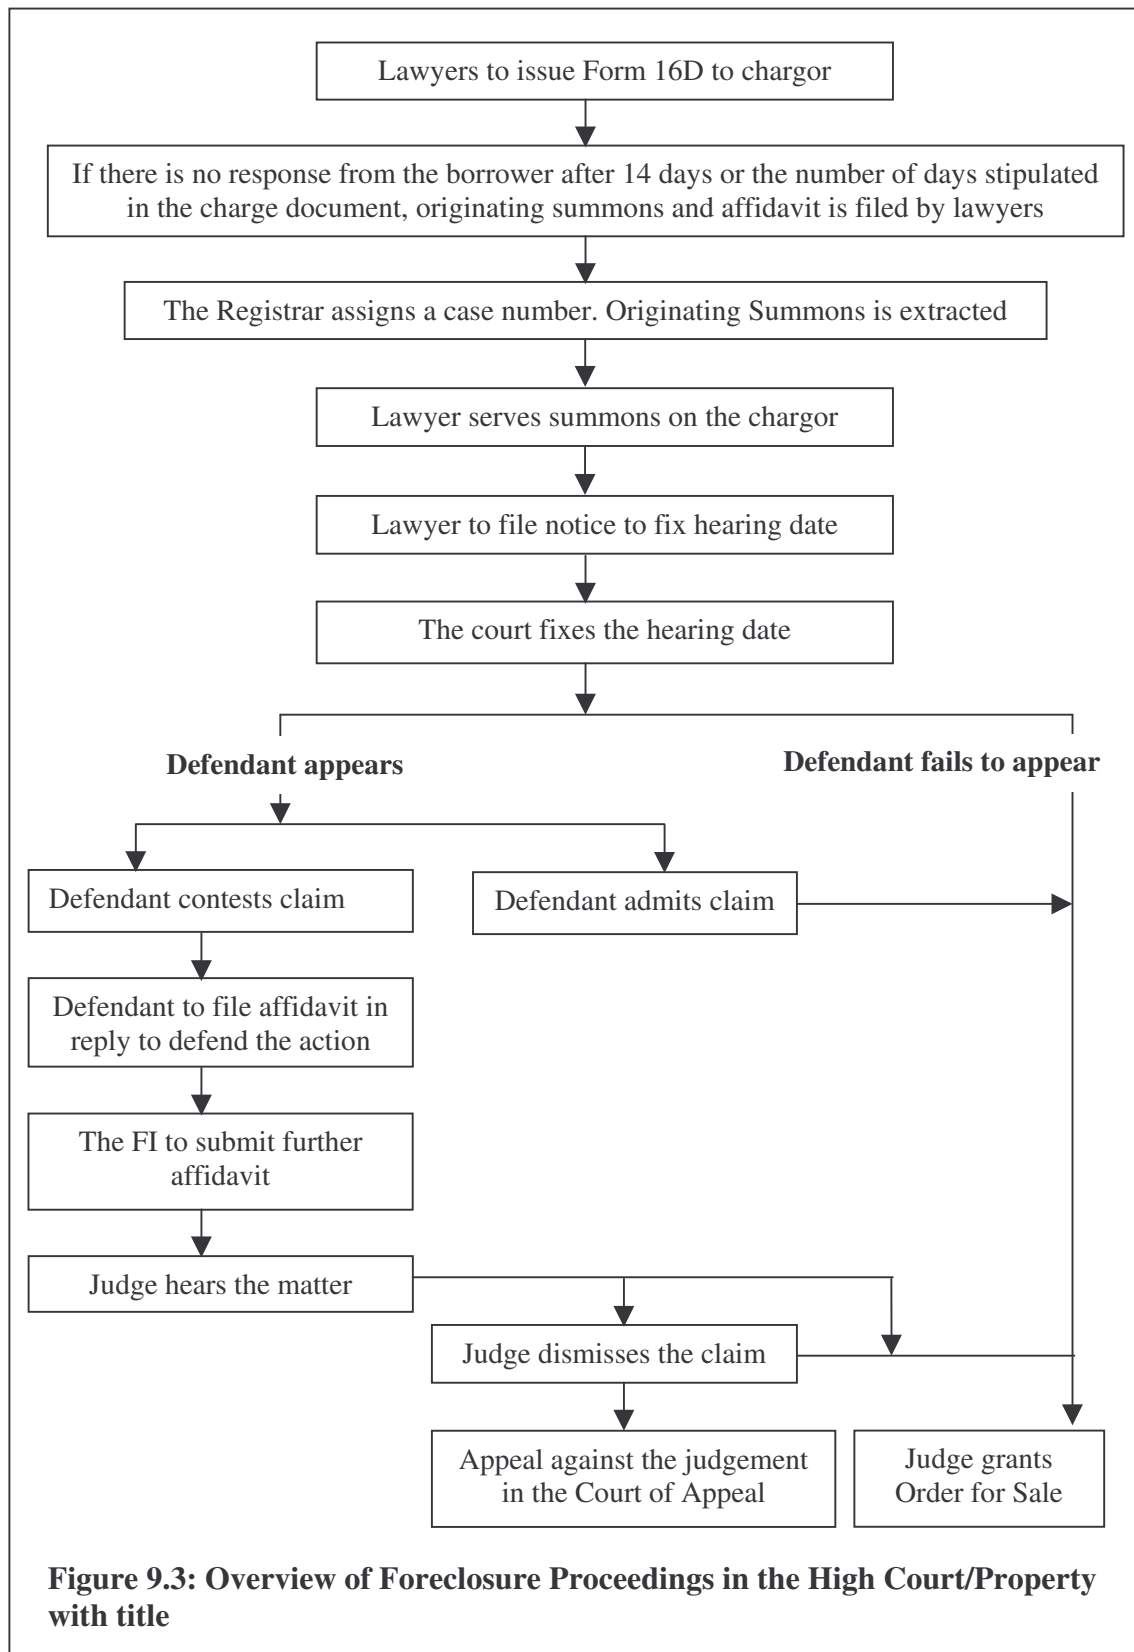 Lawyers to issue Form 16D to chargor
If there is no response from the borrower after 14 days or the number of days stipulated
in the charge document, originating summons and affidavit is filed by lawyers
The Registrar assigns a case number. Originating Summons is extracted
Lawyer serves summons on the chargor
Lawyer to file notice to fix hearing date
The court fixes the hearing date
Defendant appears
Defendant fails to appear
Defendant contests claim
Defendant admits claim
Defendant to file affidavit in
reply to defend the action
The FI to submit further
affidavit
Judge hears the matter
Judge dismisses the claim
Appeal against the judgement
in the Court of Appeal
Judge grants
Order for Sale
Figure 9.3: Overview of Foreclosure Proceedings in the High Court/Property
with title